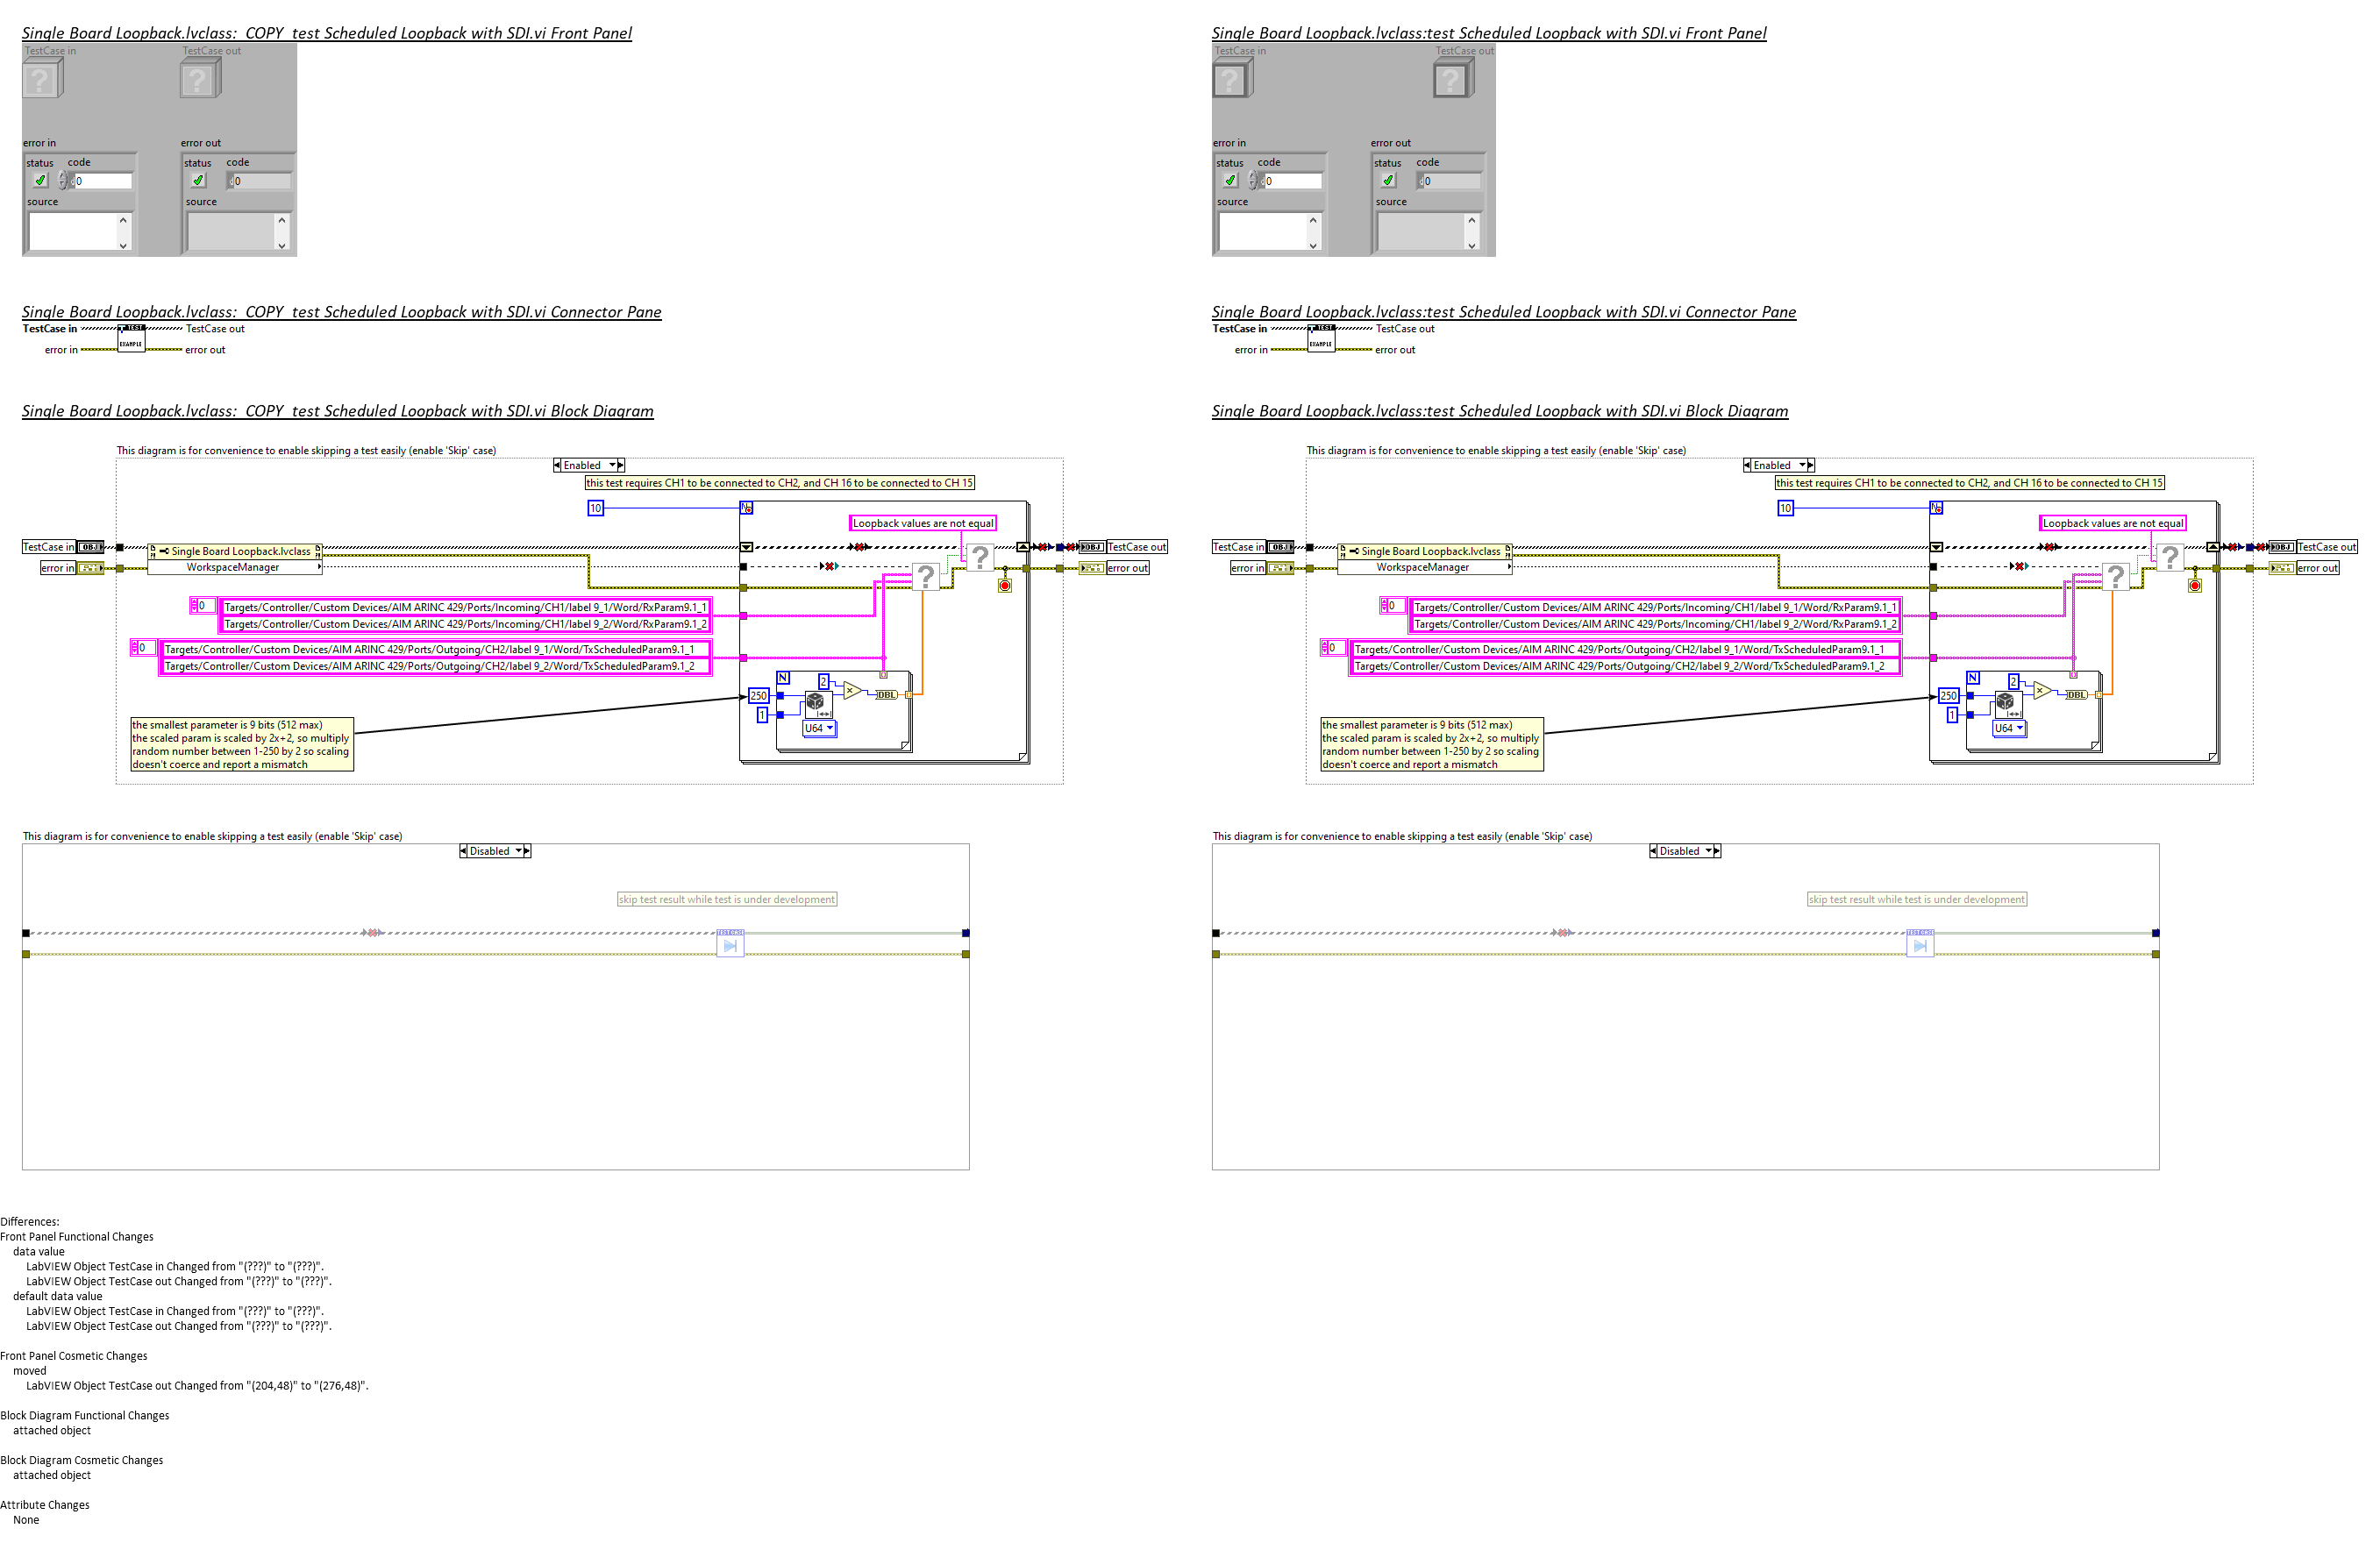 Single Board Loopback.lvclass:  COPY  test Scheduled Loopback with SDI.vi Front Panel
TestCase in
TestCase out
error in
error out
status code
status code
0
0
source
source
Single Board Loopback.lvclass:  COPY  test Scheduled Loopback with SDI.vi Connector Pane
TestCase in
TEST
TestCase out
error in
EXAMPLE
error out
Single Board Loopback.lvclass:  COPY  test Scheduled Loopback with SDI.vi Block Diagram
This diagram is for convenience to enable skipping a test easily (enable 'Skip' case)
Enabled
this test requires CH1 to be connected to CH2, and CH 16 to be connected to CH 15
10
N
Loopback values are not equal
TestCase in
OBJ
Single Board Loopback.lvclass
OBJ
TestCase out
error in
WorkspaceManager
error out
0
Targets/Controller/Custom Devices/AIM ARINC 429/Ports/Incoming/CH1/label 9_1/Word/RxParam9.1_1
Targets/Controller/Custom Devices/AIM ARINC 429/Ports/Incoming/CH1/label 9_2/Word/RxParam9.1_2
0
Targets/Controller/Custom Devices/AIM ARINC 429/Ports/Outgoing/CH2/label 9_1/Word/TxScheduledParam9.1_1
Targets/Controller/Custom Devices/AIM ARINC 429/Ports/Outgoing/CH2/label 9_2/Word/TxScheduledParam9.1_2
N
2
250
DBL
1
U64
the smallest parameter is 9 bits (512 max)
the scaled param is scaled by 2x+2, so multiply
random number between 1-250 by 2 so scaling
doesn't coerce and report a mismatch
This diagram is for convenience to enable skipping a test easily (enable 'Skip' case)
Disabled
skip test result while test is under development
Single Board Loopback.lvclass:test Scheduled Loopback with SDI.vi Front Panel
TestCase in
TestCase out
error in
error out
status code
status code
0
0
source
source
Single Board Loopback.lvclass:test Scheduled Loopback with SDI.vi Connector Pane
TestCase in
TEST
TestCase out
error in
EXAMPLE
error out
Single Board Loopback.lvclass:test Scheduled Loopback with SDI.vi Block Diagram
This diagram is for convenience to enable skipping a test easily (enable 'Skip' case)
Enabled
this test requires CH1 to be connected to CH2, and CH 16 to be connected to CH 15
10
N
Loopback values are not equal
TestCase in
OBJ
Single Board Loopback.lvclass
OBJ
TestCase out
error in
WorkspaceManager
error out
0
Targets/Controller/Custom Devices/AIM ARINC 429/Ports/Incoming/CH1/label 9_1/Word/RxParam9.1_1
Targets/Controller/Custom Devices/AIM ARINC 429/Ports/Incoming/CH1/label 9_2/Word/RxParam9.1_2
0
Targets/Controller/Custom Devices/AIM ARINC 429/Ports/Outgoing/CH2/label 9_1/Word/TxScheduledParam9.1_1
Targets/Controller/Custom Devices/AIM ARINC 429/Ports/Outgoing/CH2/label 9_2/Word/TxScheduledParam9.1_2
N
2
250
DBL
1
U64
the smallest parameter is 9 bits (512 max)
the scaled param is scaled by 2x+2, so multiply
random number between 1-250 by 2 so scaling
doesn't coerce and report a mismatch
This diagram is for convenience to enable skipping a test easily (enable 'Skip' case)
Disabled
skip test result while test is under development
Differences:
Front Panel Functional Changes
data value
LabVIEW Object TestCase in Changed from "(???)" to "(???)".
LabVIEW Object TestCase out Changed from "(???)" to "(???)".
default data value
LabVIEW Object TestCase in Changed from "(???)" to "(???)".
LabVIEW Object TestCase out Changed from "(???)" to "(???)".
Front Panel Cosmetic Changes
moved
LabVIEW Object TestCase out Changed from "(204,48)" to "(276,48)".
Block Diagram Functional Changes
attached object
Block Diagram Cosmetic Changes
attached object
Attribute Changes
None